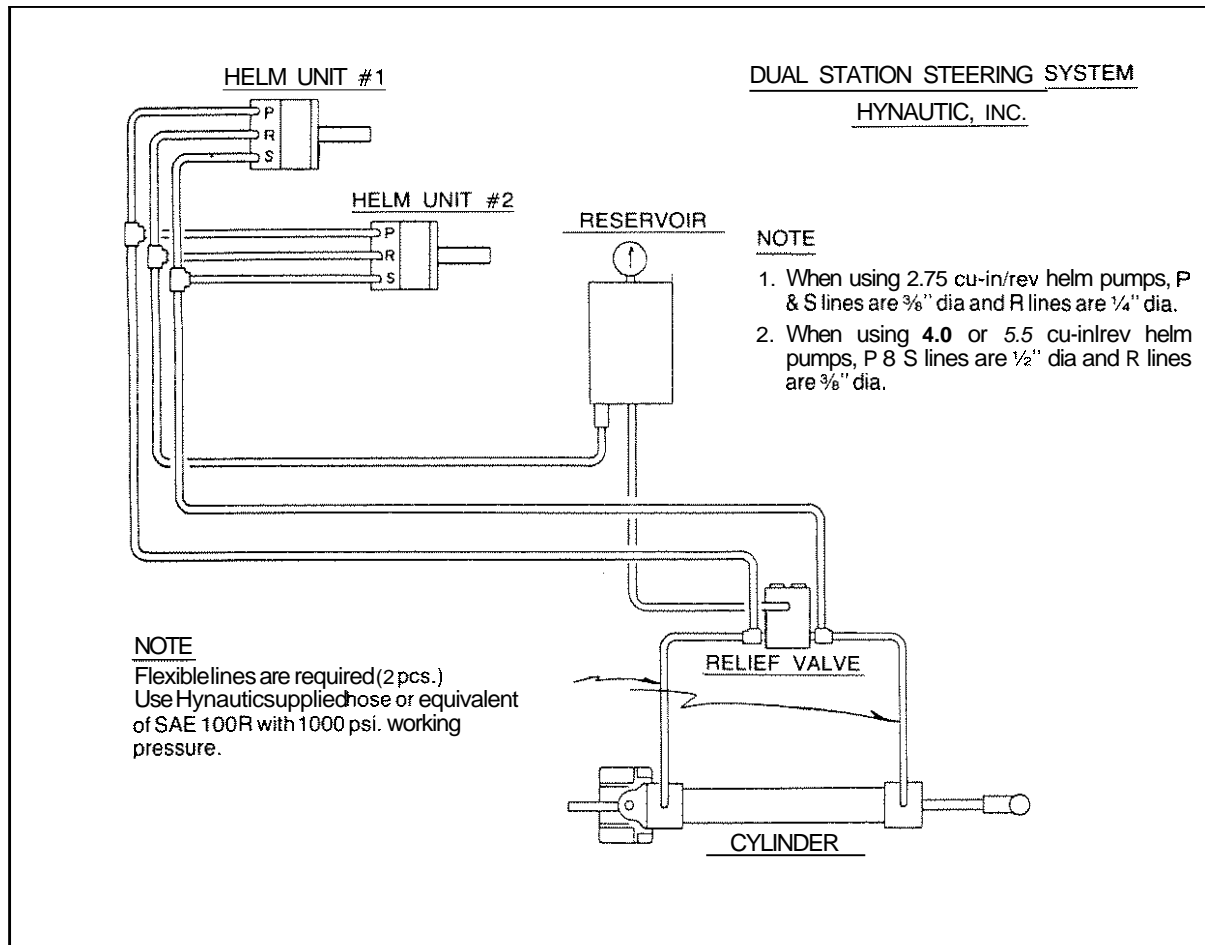 HELM UNIT #1
DUAL STATION STEERING SYSTEM
HYNAUTIC, INC.
P
R
S
HELM UNIT #2
P
R
S
RESERVOIR
NOTE
1. When using 2.75 cu-in/rev helm pumps, P
& S lines are ⅜" dia and R lines are ¼" dia.
2. When using 4.0 or 5.5 cu-inlrev helm
pumps, P 8 S lines are ½" dia and R lines
are ⅜" dia.
NOTE
Flexiblelines are required (2 pcs.)
Use Hynauticsuppliedhose or equivalent
of SAE 100R with 1000 psi. working
pressure.
RELIEF VALVE
CYLINDER